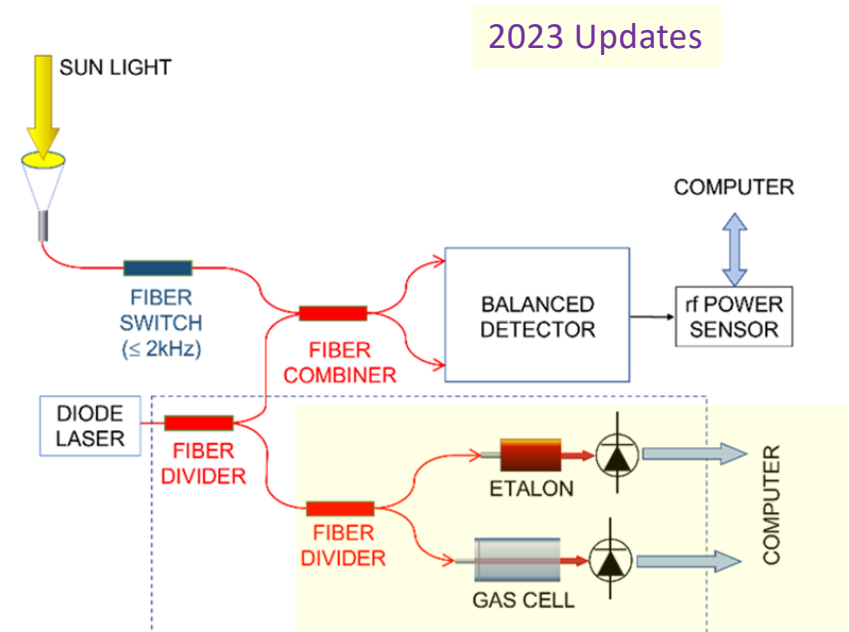 2023 Updates
SUN LIGHT
COMPUTER
FIBER
SWITCH
(≤ 2kHz)
BALANCED
DETECTOR
rf POWER
SENSOR
FIBER
COMBINER
DIODE
LASER
FIBER
DIVIDER
ETALON
FIBER
DIVIDER
GAS CELL
COMPUTER